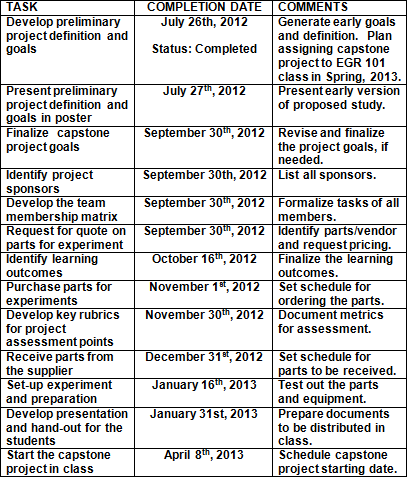 TASK COMPLETION DATE COMMENTS
Develop preliminary July 26th, 2012 Generate early goals
project definition and and definition.  Plan
goals Status: Completed assigning capstone
project to EGR 101
class in Spring, 2013.
Present preliminary July 27th, 2012 Present early version
project definition and of proposed study.
goals in poster
Finalize capstone September 30th, 2012 Revise and finalize
project goals the project goals, if
needed.
Identify project September 30th, 2012 List all sponsors.
sponsors
Develop the team September 30th, 2012 Formalize tasks of all
membership matrix members.
Request for quote on September 30th, 2012 Identify parts/vendor
parts for experiment and request pricing.
Identify learning October 16th, 2012 Finalize the learning
outcomes outcomes.
Purchase parts for November 1st, 2012 Set schedule for
experiments ordering the parts.
Develop key rubrics for November 30th, 2012 Document metrics
project for assessment.
assessment points
Receive parts from December 31st, 2012 Set schedule for
the supplier parts to be received.
Set-up experiment January 16th, 2013 Test out the parts
and preparation and equipment.
Develop presentation January 31st, 2013 Prepare documents
and hand-out for the to be distributed in
students class.
Start the capstone April 8th, 2013 Schedule capstone
project in class project starting date.